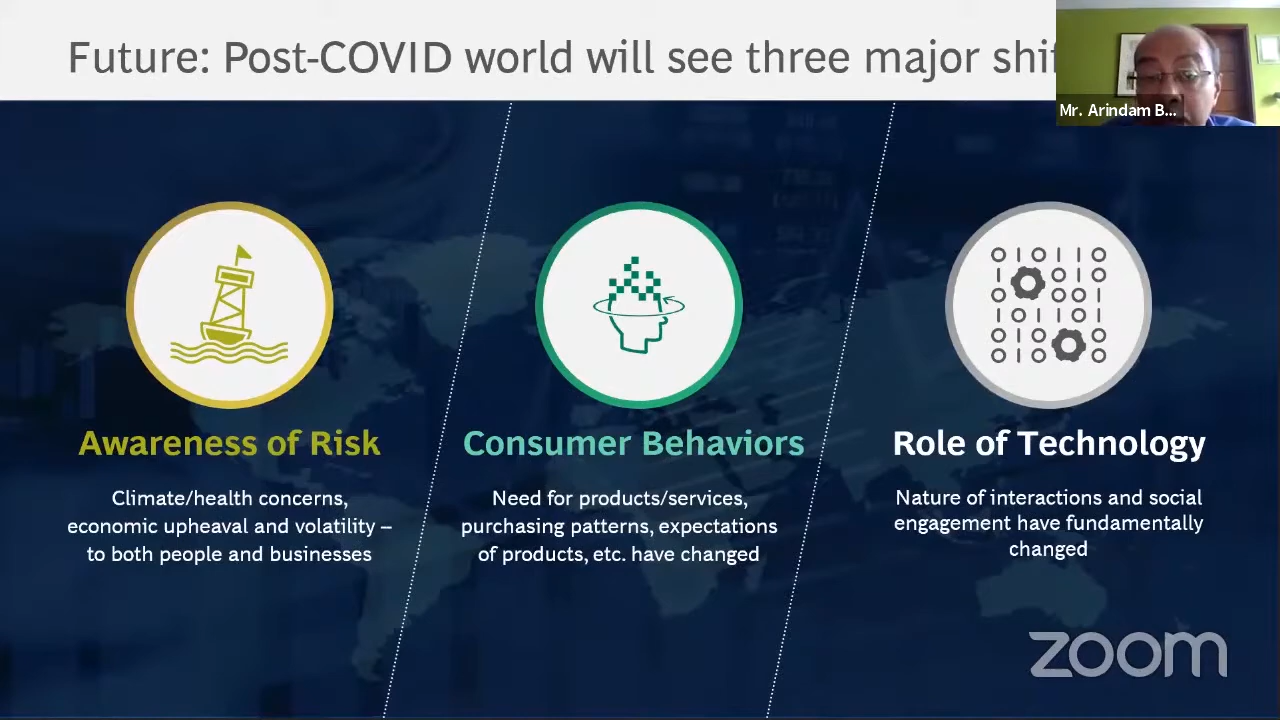 Future: Post-COVID world will see three major shif
Mr. Arindam B...
Awareness of Risk
Climate/health concerns,
economic upheaval and volatility –
to both people and businesses
Consumer Behaviors
Need for products/services,
purchasing patterns, expectations
of products, etc. have changed
Role of Technology
Nature of interactions and social
engagement have fundamentally
changed
zoom